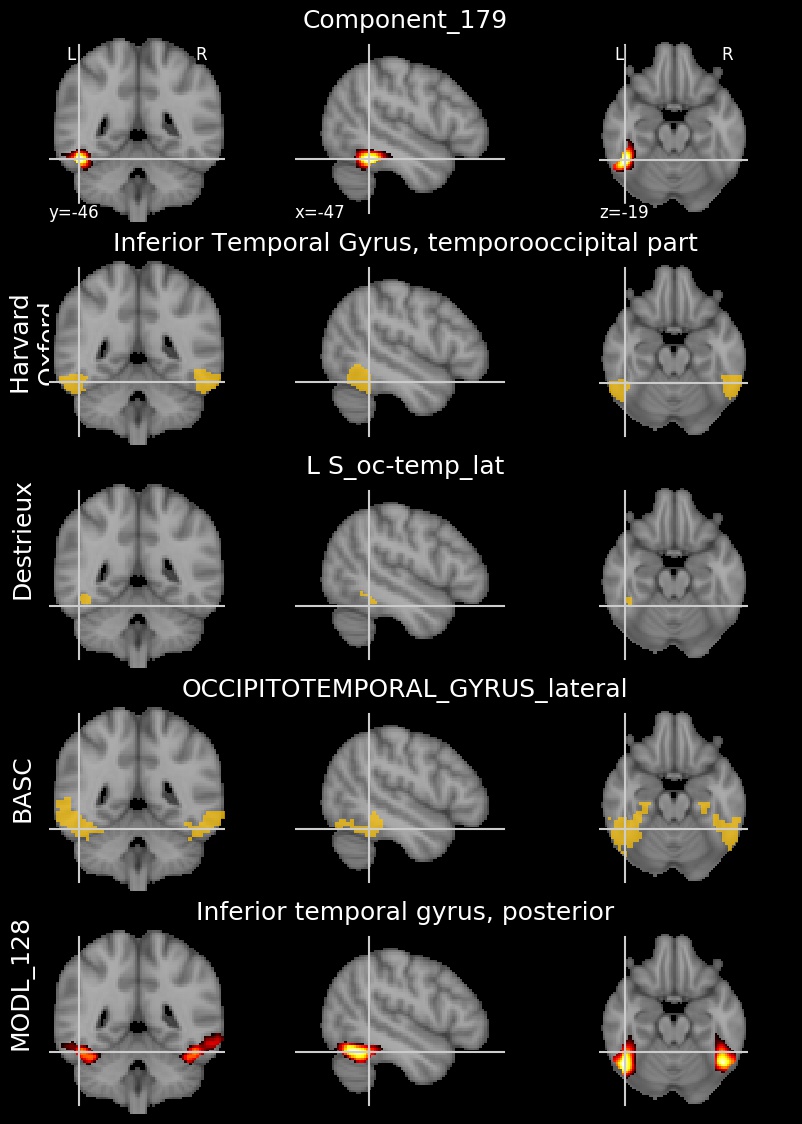 Component_179
L R
L R
y=-46
x=-47
z=-19
Inferior Temporal Gyrus, temporooccipital part
Harvard
Oxford
L S_oc-temp_lat
Destrieux
OCCIPITOTEMPORAL_GYRUS_lateral
BASC
Inferior temporal gyrus, posterior
MODL_128